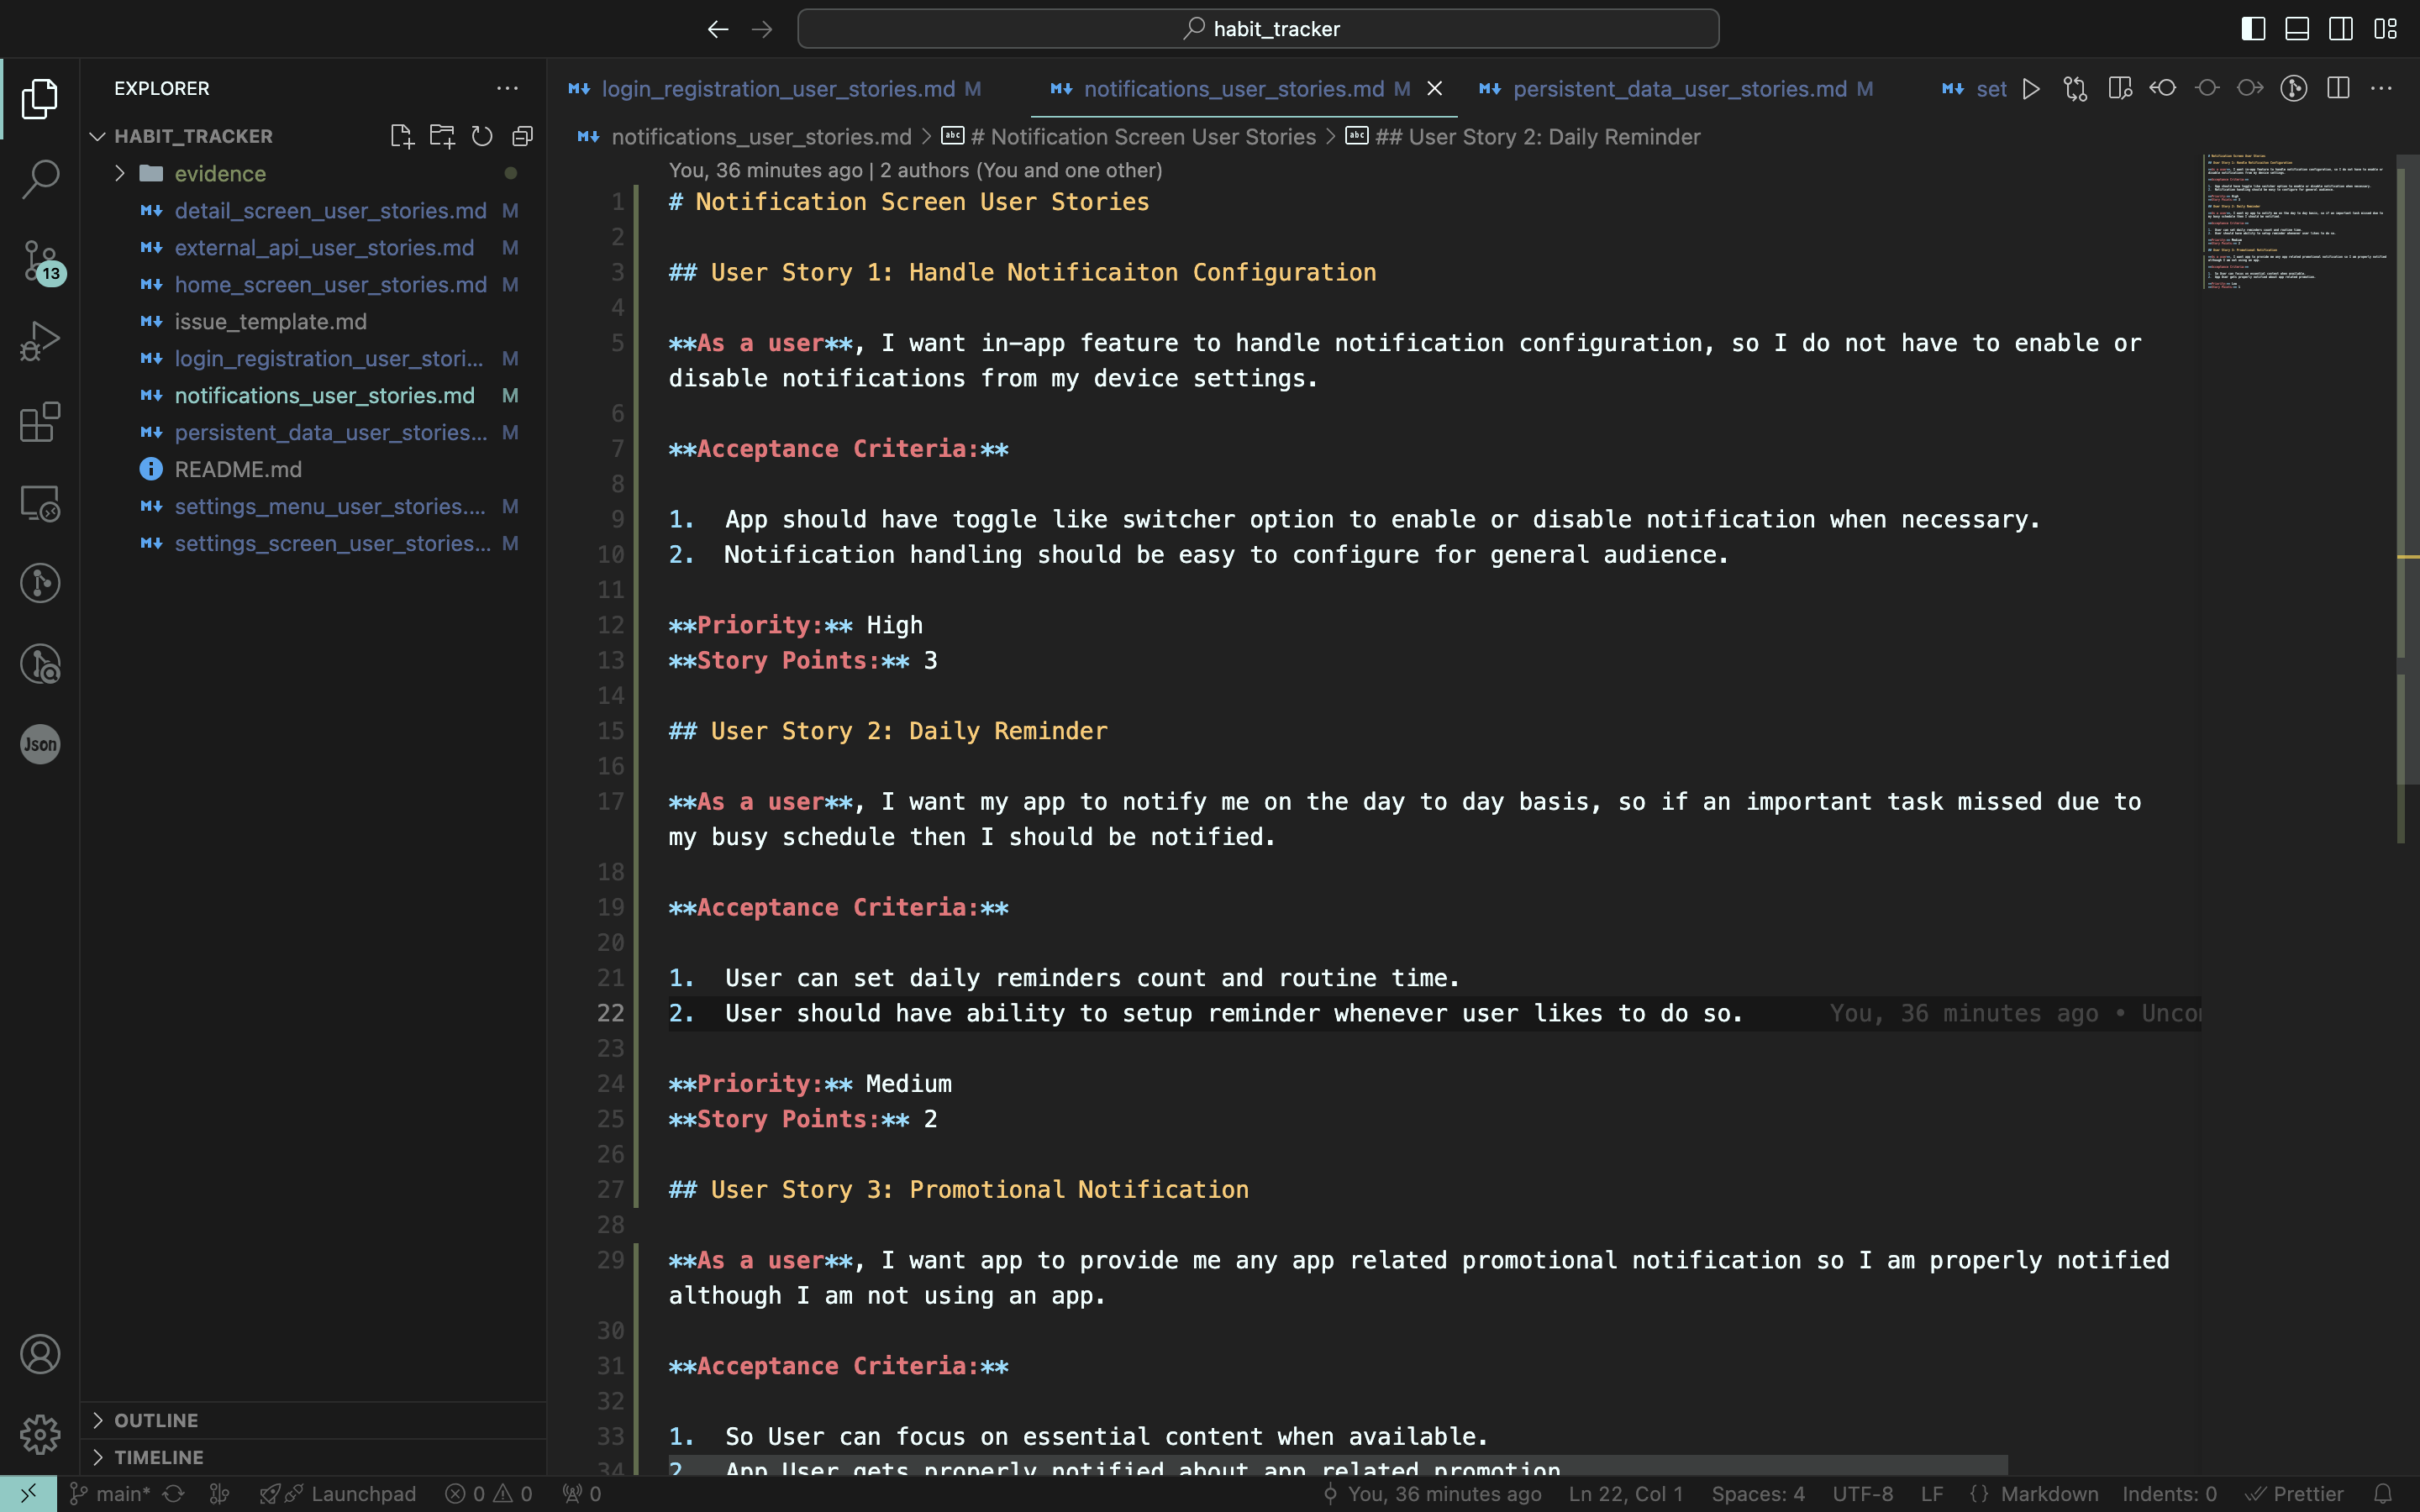 habit_tracker
EXPLORER
HABIT_TRACKER
evidence
detail_screen_user_stories.md M
external_api_user_stories.md M
home_screen_user_stories.md M
issue_template.md
login_registration_user_stori... M
notifications_user_stories.md M
persistent_data_user_stories... M
README.md
settings_menu_user_stories.... M
settings_screen_user_stories... M
OUTLINE
TIMELINE
13
Json
login_registration_user_stories.md M
notifications_user_stories.md M
persistent_data_user_stories.md M
set
notifications_user_stories.md > # Notification Screen User Stories > ## User Story 2: Daily Reminder
You, 36 minutes ago | 2 authors (You and one other)
1 # Notification Screen User Stories
2
3 ## User Story 1: Handle Notificaiton Configuration
4
5 **As a user**, I want in-app feature to handle notification configuration, so I do not have to enable or
disable notifications from my device settings.
6
7 **Acceptance Criteria:**
8
9 1. App should have toggle like switcher option to enable or disable notification when necessary.
10 2. Notification handling should be easy to configure for general audience.
11
12 **Priority:** High
13 **Story Points:** 3
14
15 ## User Story 2: Daily Reminder
16
17 **As a user**, I want my app to notify me on the day to day basis, so if an important task missed due to
my busy schedule then I should be notified.
18
19 **Acceptance Criteria:**
20
21 1. User can set daily reminders count and routine time.
22 2. User should have ability to setup reminder whenever user likes to do so. You, 36 minutes ago • Unco
23
24 **Priority:** Medium
25 **Story Points:** 2
26
27 ## User Story 3: Promotional Notification
28
29 **As a user**, I want app to provide me any app related promotional notification so I am properly notified
although I am not using an app.
30
31 **Acceptance Criteria:**
32
33 1. So User can focus on essential content when available.
34 2. App User gets properly notified about app related promotion.
main* Launchpad 0 0 0 You, 36 minutes ago Ln 22, Col 1 Spaces: 4 UTF-8 LF {} Markdown Indents: 0 Prettier